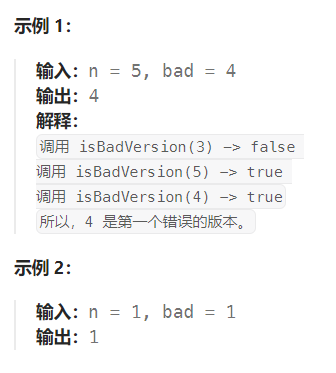 示例 1：
输入：n = 5, bad = 4
输出：4
解释：
调用 isBadVersion(3) -> false
调用 isBadVersion(5) -> true
调用 isBadVersion(4) -> true
所以，4 是第一个错误的版本。
示例 2：
输入：n = 1, bad = 1
输出：1